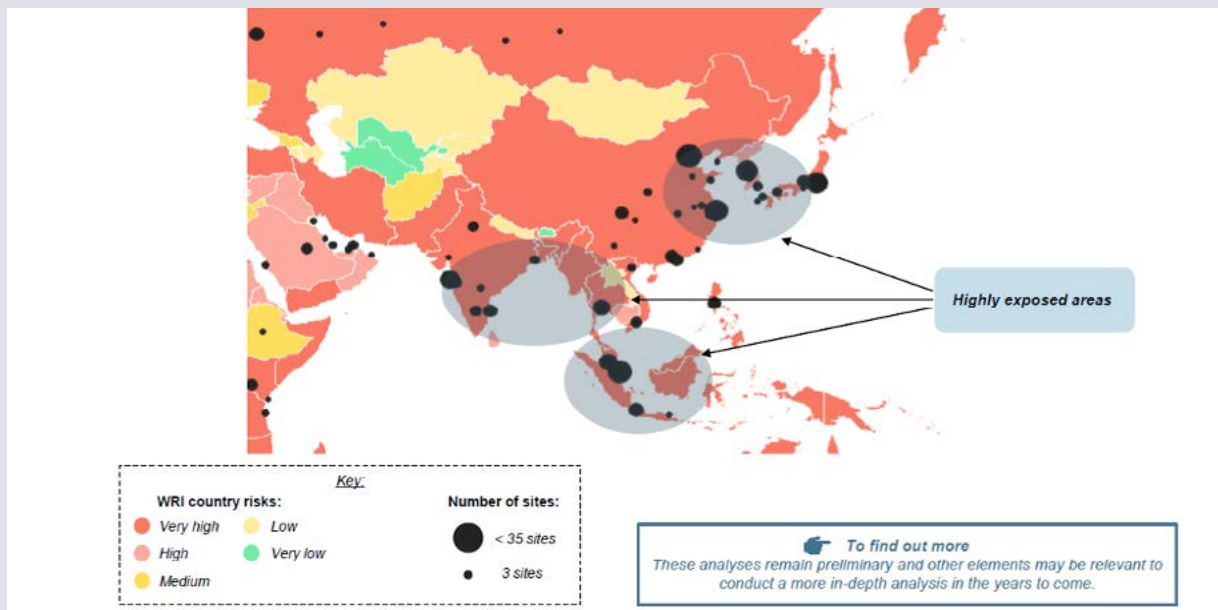 Highly exposed areas
Key:
WRI country risks:
Very high
High
Medium
Low
Very low
Number of sites:
< 35 sites
3 sites
To find out more
These analyses remain preliminary and other elements may be relevant to
conduct a more in-depth analysis in the years to come.